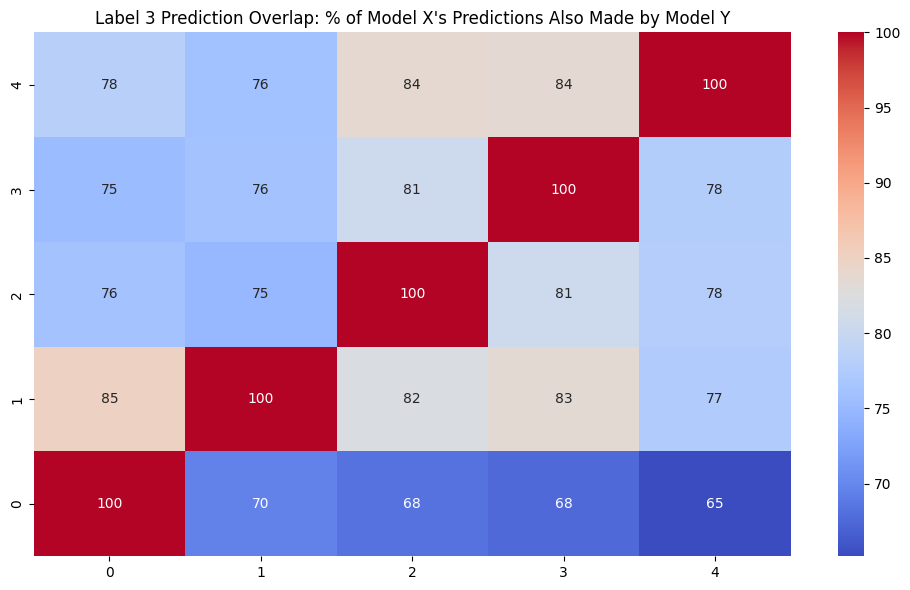 Label 3 Prediction Overlap: % of Model X's Predictions Also Made by Model Y
4 78 76 84 84 100
3 75 76 81 100 78
2 76 75 100 81 78
1 85 100 82 83 77
0 100 70 68 68 65
0 1 2 3 4
100
95
90
85
80
75
70